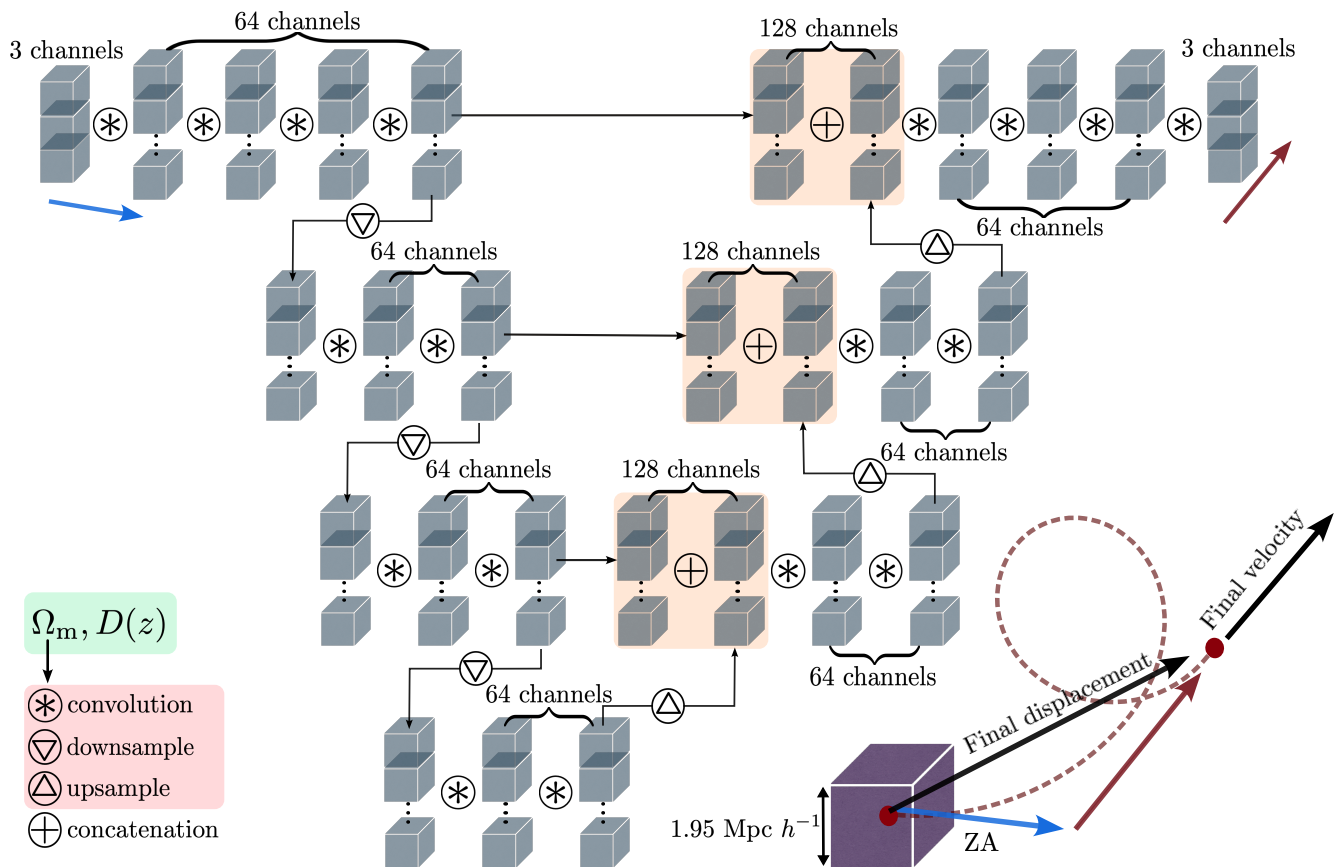 64 channels
128 channels
3 channels
3 channels
64 channels
64 channels
128 channels
64 channels
64 channels
128 channels
64 channels
64 channels
Ω_m, D(z)
convolution
downsample
upsample
concatenation
Final velocity
Final displacement
1.95 Mpc h⁻¹
ZA